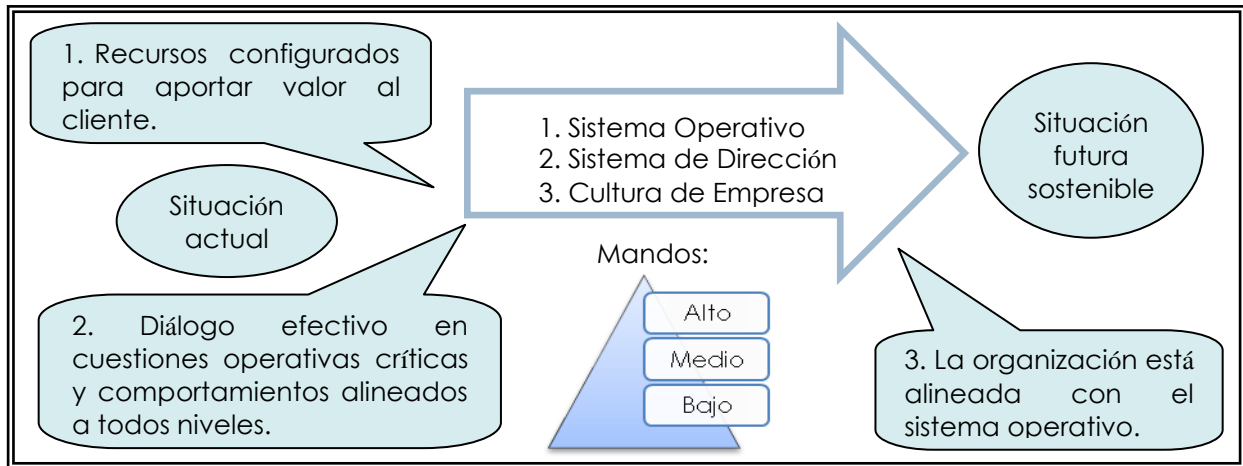 1. Recursos configurados
para aportar valor al
cliente.
Situación
actual
2. Diálogo efectivo en
cuestiones operativas críticas
y comportamientos alineados
a todos niveles.
1. Sistema Operativo
2. Sistema de Dirección
3. Cultura de Empresa
Mandos:
Alto
Medio
Bajo
Situación
futura
sostenible
3. La organización está
alineada con el
sistema operativo.